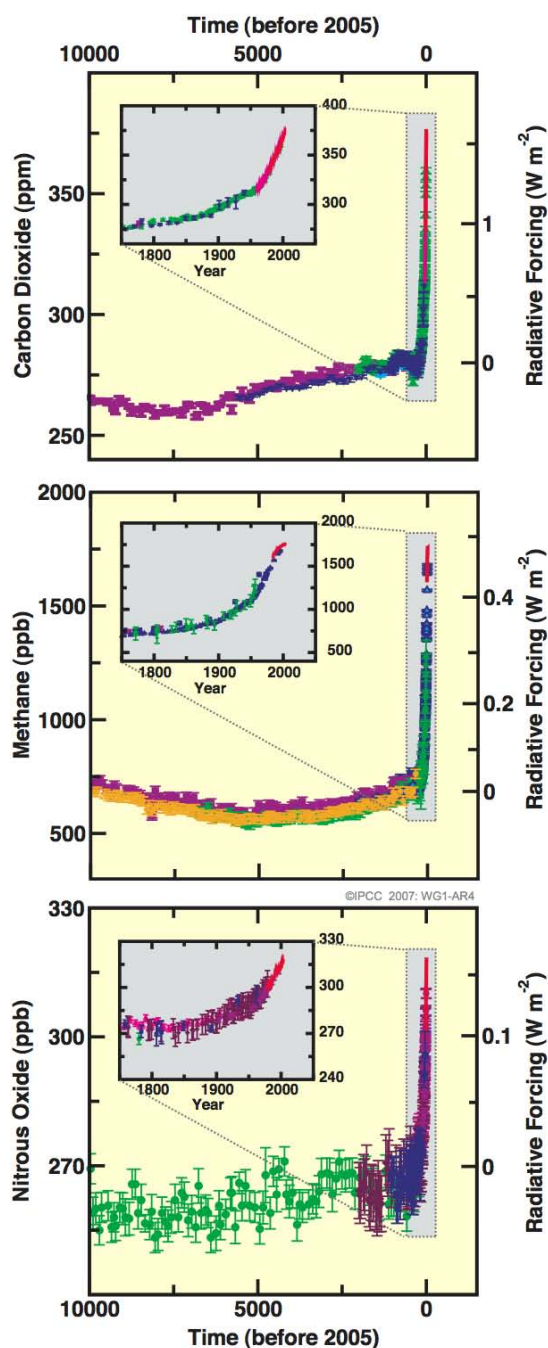 Time (before 2005)
10000 5000 0
Carbon Dioxide (ppm)
350
300
250
400
300
1800 1900 2000
Year
1
0
Radiative Forcing (W m-2)
Methane (ppb)
2000
1500
1000
500
2000
1500
1000
500
1800 1900 2000
Year
0.4
0.2
0
Radiative Forcing (W m-2)
©IPCC 2007: WG1-AR4
Nitrous Oxide (ppb)
330
300
270
330
300
270
240
1800 1900 2000
Year
0.1
0
Radiative Forcing (W m-2)
10000 5000 0
Time (before 2005)